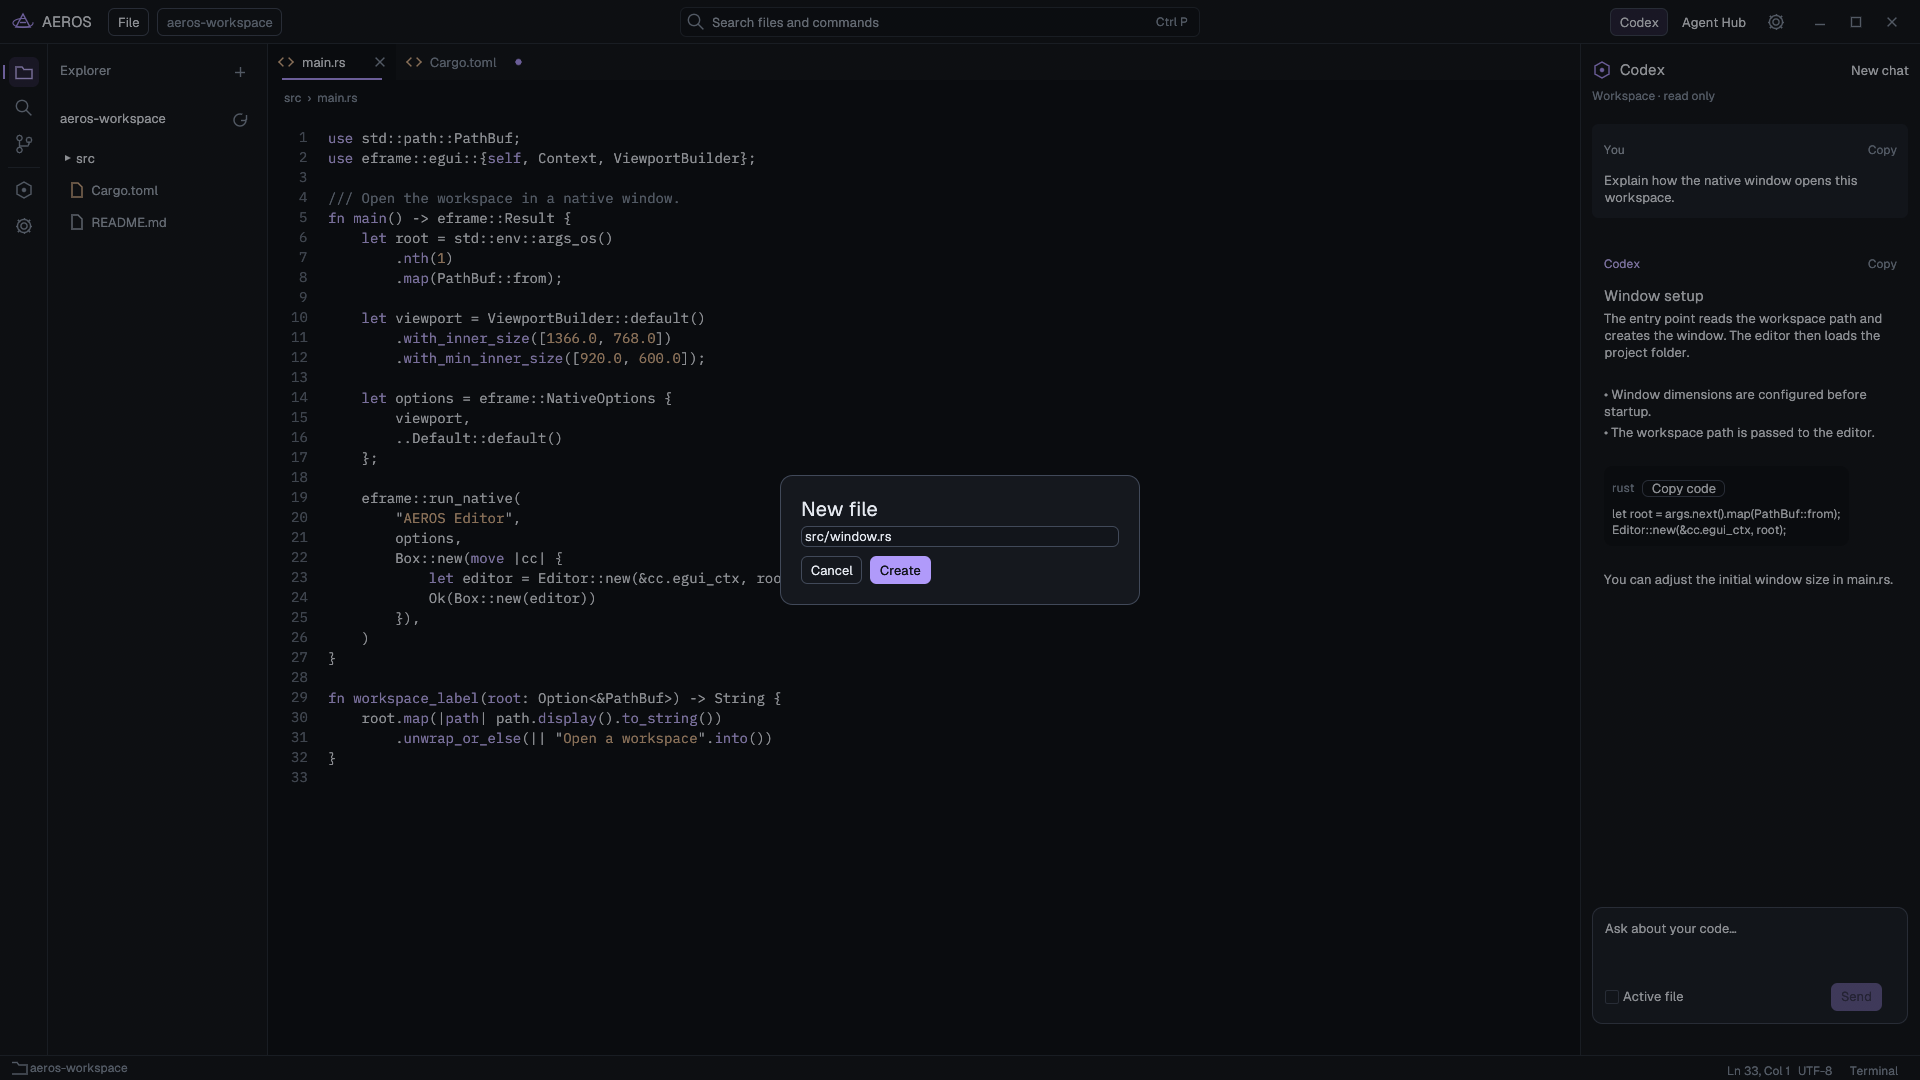 AEROS File aeros-workspace Search files and commands Ctrl P Codex Agent Hub
Explorer
aeros-workspace
src
Cargo.toml
README.md
main.rs Cargo.toml
src › main.rs
1 use std::path::PathBuf;
2 use eframe::egui::{self, Context, ViewportBuilder};
3
4 /// Open the workspace in a native window.
5 fn main() -> eframe::Result {
6 let root = std::env::args_os()
7 .nth(1)
8 .map(PathBuf::from);
9
10 let viewport = ViewportBuilder::default()
11 .with_inner_size([1366.0, 768.0])
12 .with_min_inner_size([920.0, 600.0]);
13
14 let options = eframe::NativeOptions {
15 viewport,
16 ..Default::default()
17 };
18
19 eframe::run_native(
20 "AEROS Editor",
21 options,
22 Box::new(move |cc| {
23 let editor = Editor::new(&cc.egui_ctx, roo
24 Ok(Box::new(editor))
25 }),
26 )
27 }
28
29 fn workspace_label(root: Option<&PathBuf>) -> String {
30 root.map(|path| path.display().to_string())
31 .unwrap_or_else(|| "Open a workspace".into())
32 }
33
New file
src/window.rs
Cancel Create
Codex New chat
Workspace · read only
You Copy
Explain how the native window opens this
workspace.
Codex Copy
Window setup
The entry point reads the workspace path and
creates the window. The editor then loads the
project folder.
• Window dimensions are configured before
startup.
• The workspace path is passed to the editor.
rust Copy code
let root = args.next().map(PathBuf::from);
Editor::new(&cc.egui_ctx, root);
You can adjust the initial window size in main.rs.
Ask about your code…
Active file Send
aeros-workspace Ln 33, Col 1 UTF-8 Terminal